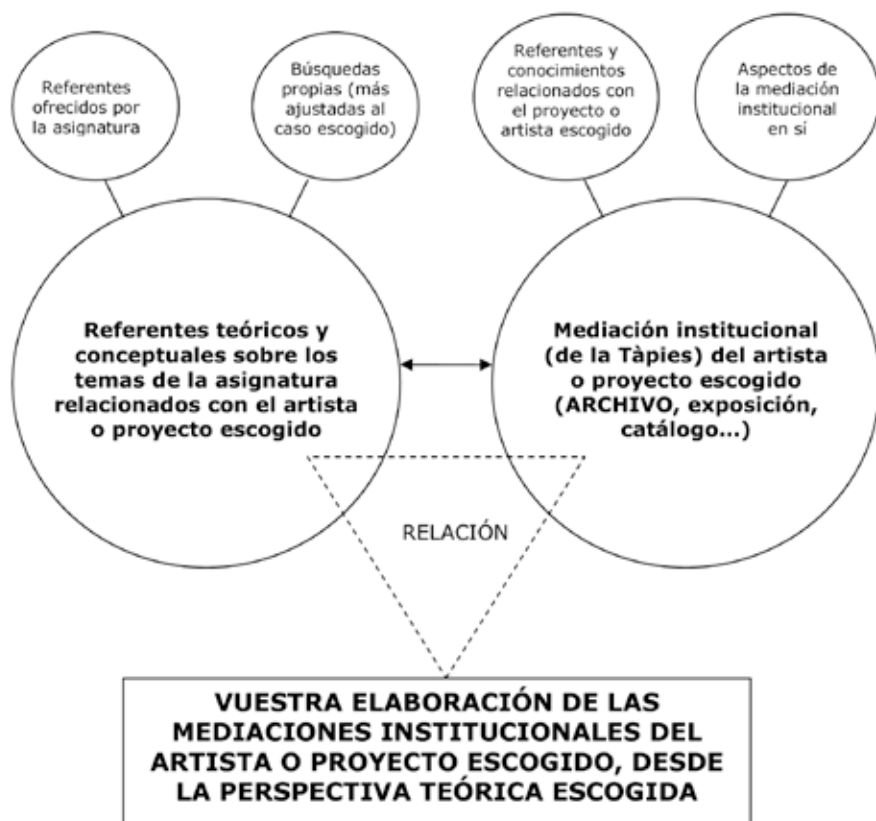 Referentes
ofrecidos por
la asignatura
Búsquedas
propias (más
ajustadas al
caso escogido)
Referentes y
conocimientos
relacionados con
el proyecto o
artista escogido
Aspectos de
la mediación
institucional
en sí
Referentes teóricos y
conceptuales sobre los
temas de la asignatura
relacionados con el artista
o proyecto escogido
Mediación institucional
(de la Tàpies) del artista
o proyecto escogido
(ARCHIVO, exposición,
catálogo...)
RELACIÓN
VUESTRA ELABORACIÓN DE LAS
MEDIACIONES INSTITUCIONALES DEL
ARTISTA O PROYECTO ESCOGIDO, DESDE
LA PERSPECTIVA TEÓRICA ESCOGIDA